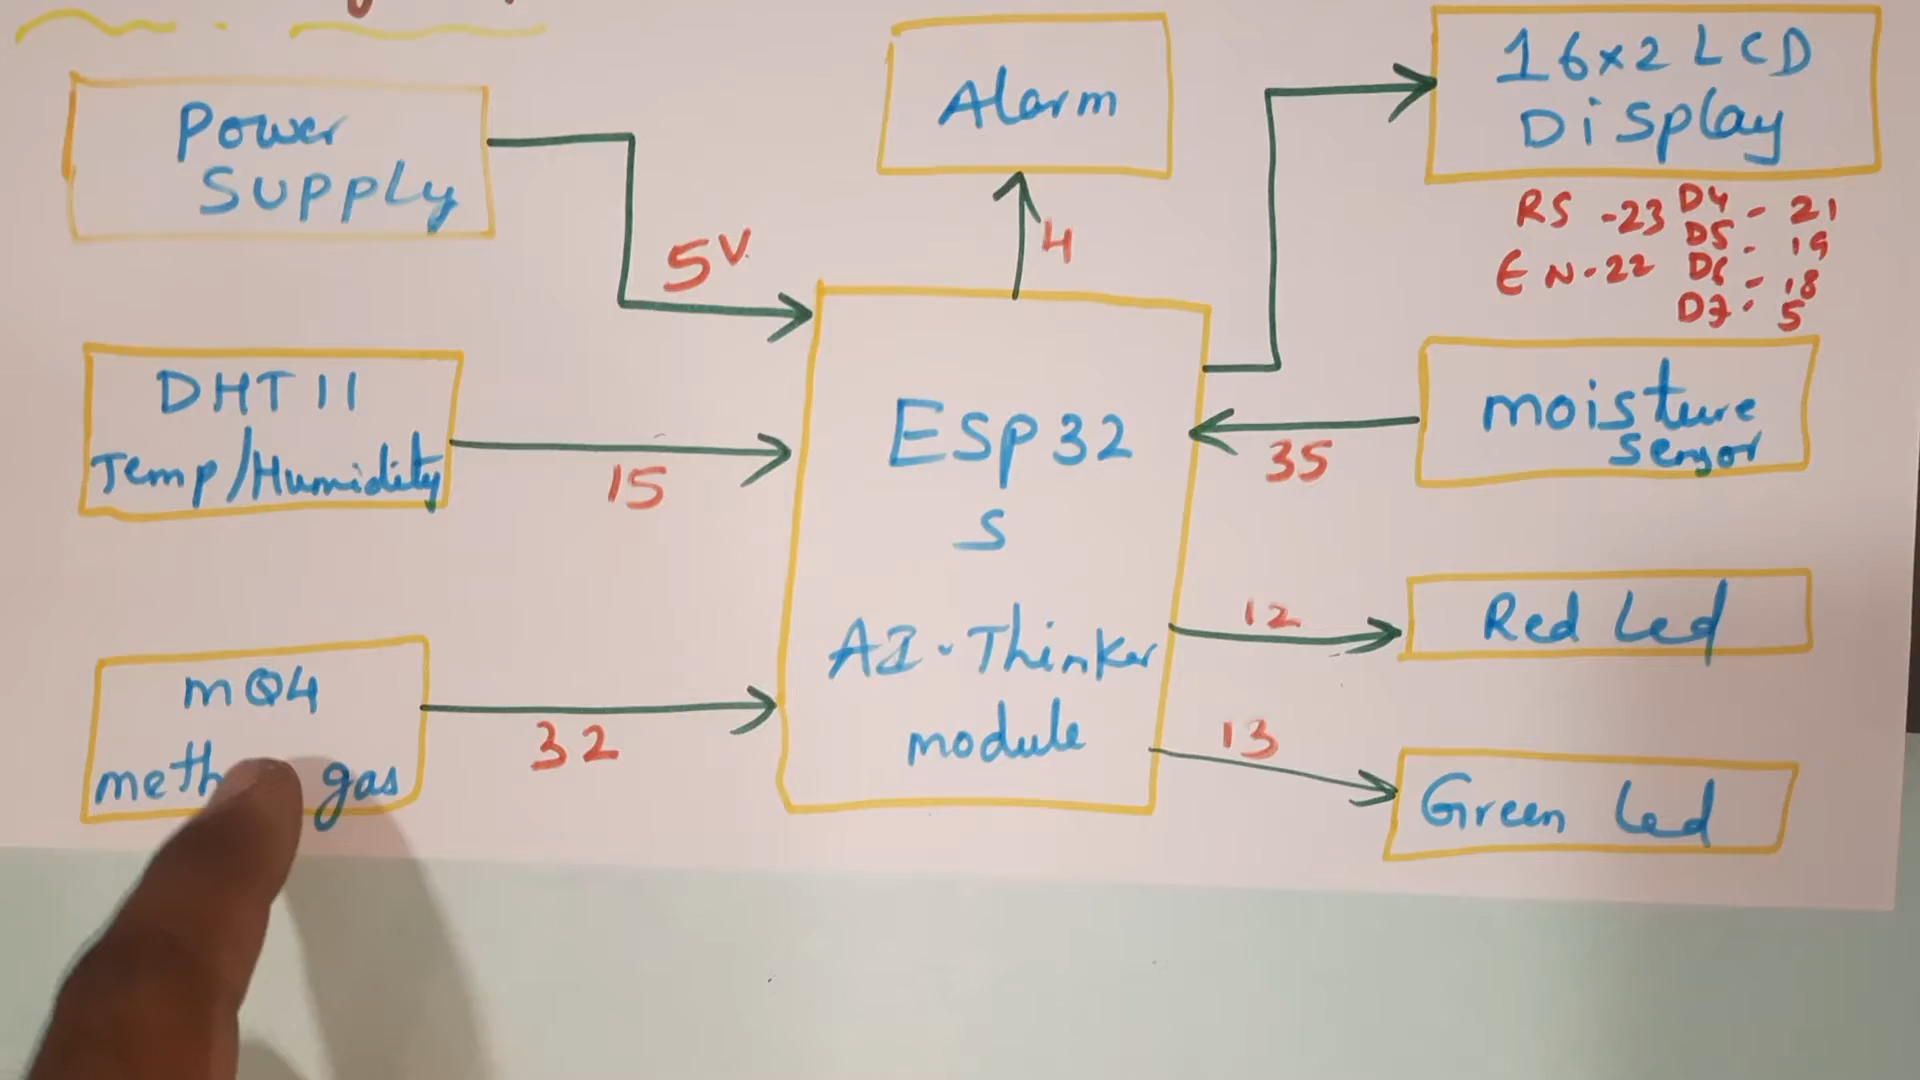 Power
Supply
5V
Alarm
4
16x2 LCD
Display
RS -23
EN-22
D4 - 21
D5 - 19
D6 - 18
D7 - 5
DHT11
Temp/Humidity
15
ESP32
S
AI-Thinker
module
moisture
sensor
35
mQ4
gas
32
12
Red Led
13
Green Led